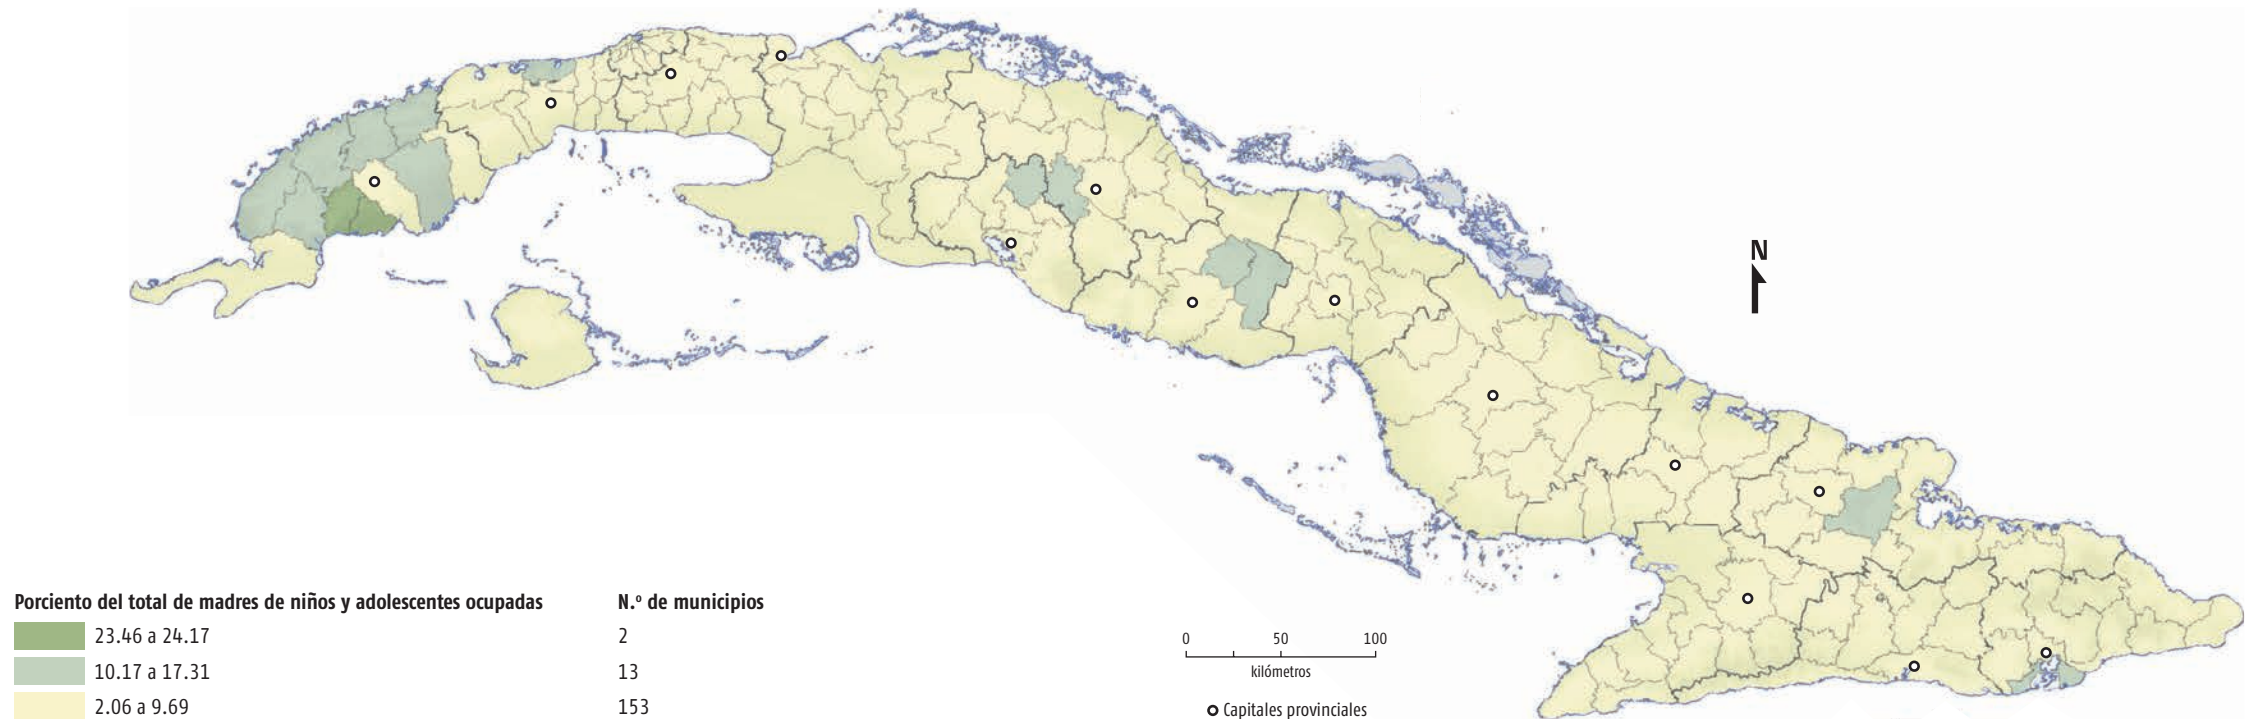 N
Porciento del total de madres de niños y adolescentes ocupadas N.º de municipios
23.46 a 24.17 2
10.17 a 17.31 13
2.06 a 9.69 153
0 50 100
kilómetros
Capitales provinciales